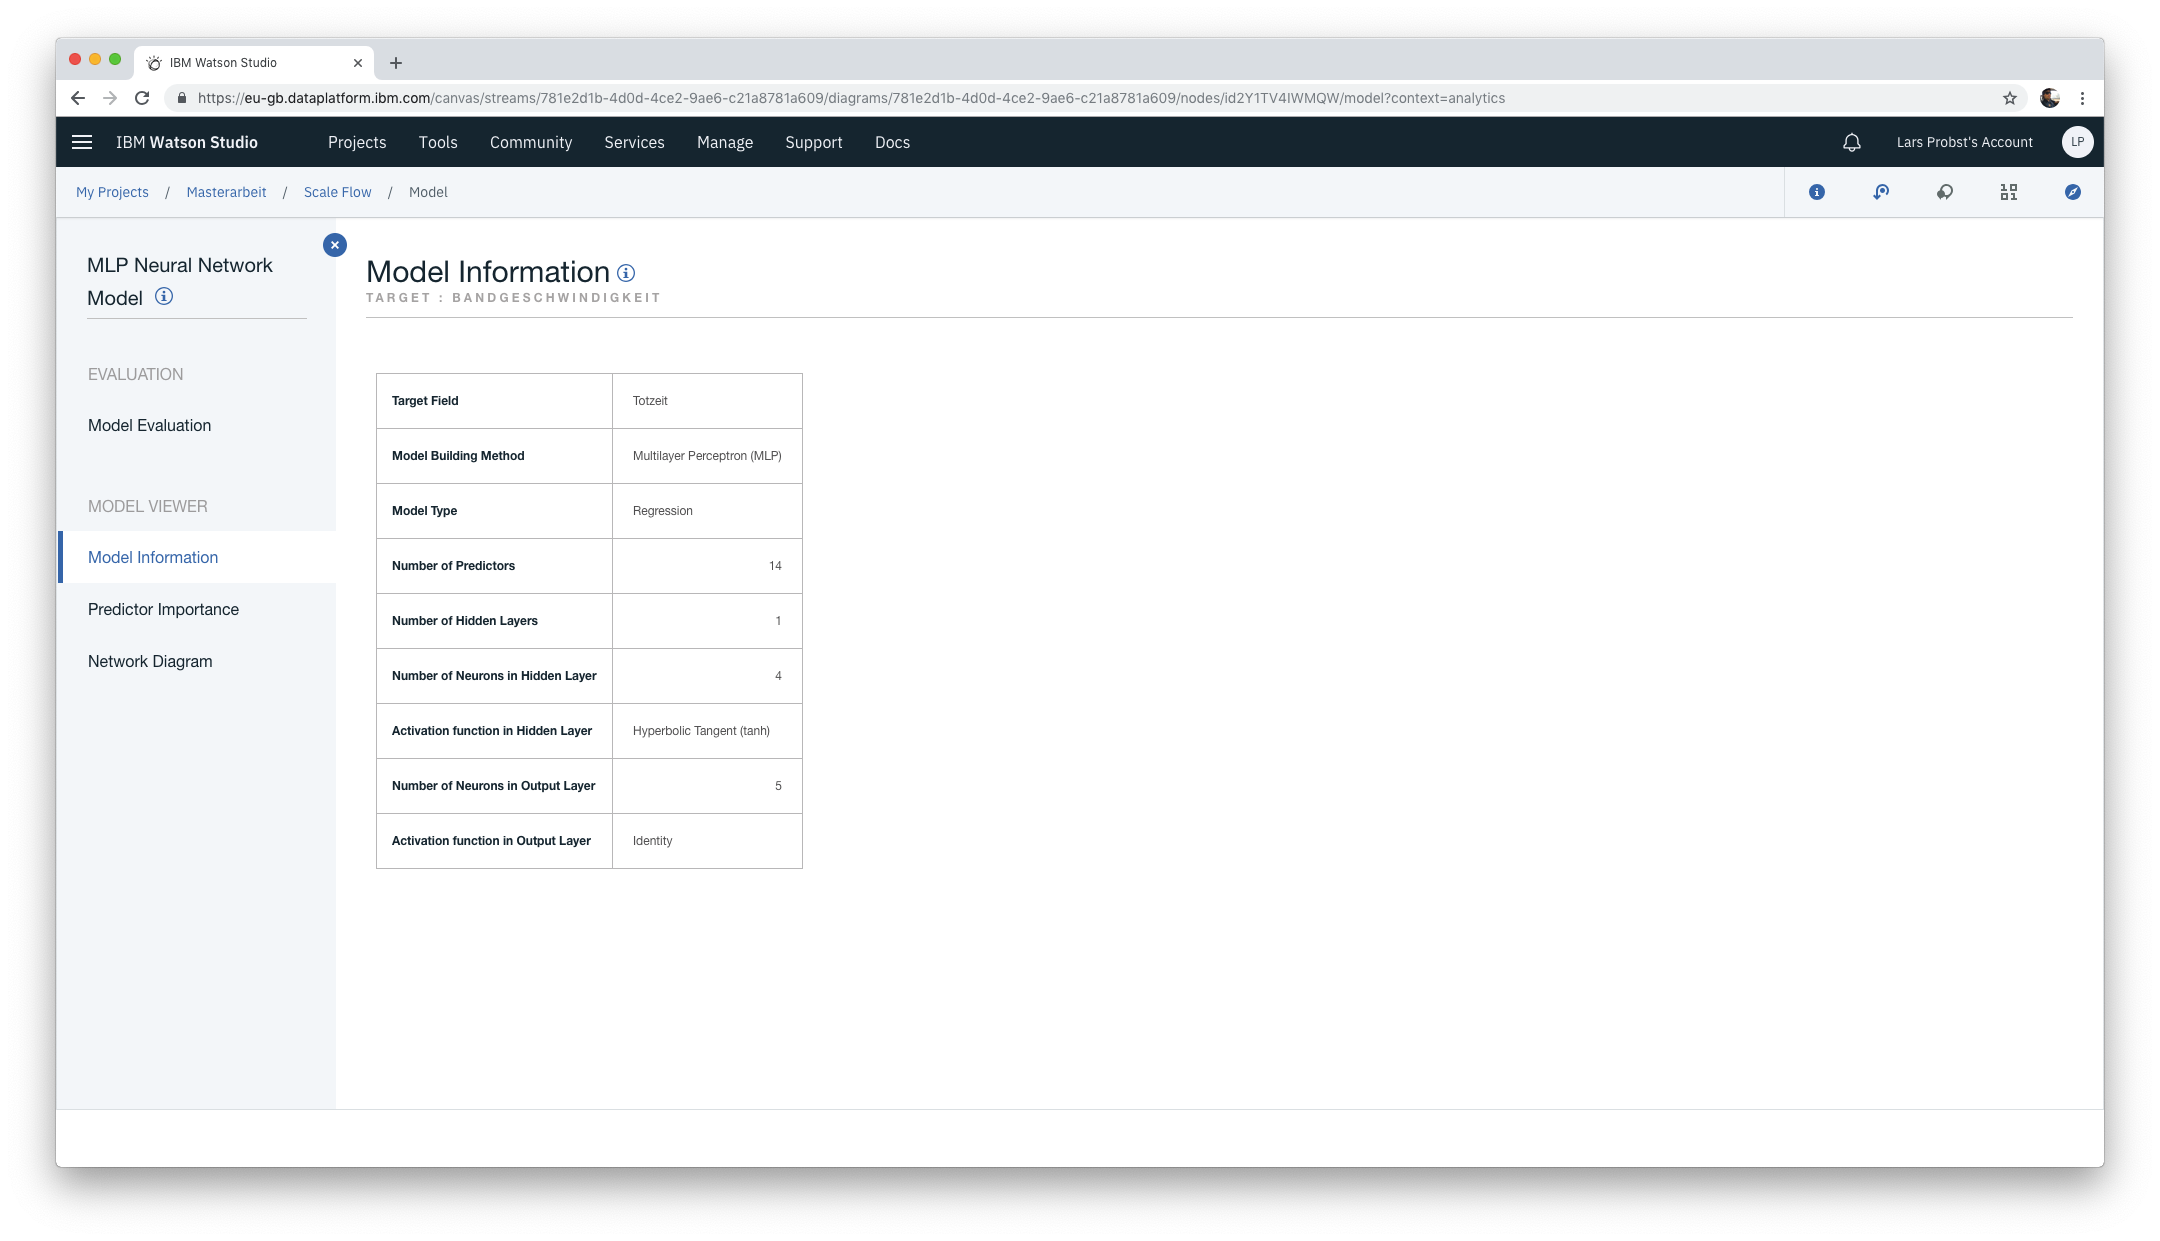 IBM Watson Studio
https://eu-gb.dataplatform.ibm.com/canvas/streams/781e2d1b-4d0d-4ce2-9ae6-c21a8781a609/diagrams/781e2d1b-4d0d-4ce2-9ae6-c21a8781a609/nodes/id2Y1TV4IWMQW/model?context=analytics
IBM Watson Studio Projects Tools Community Services Manage Support Docs Lars Probst's Account LP
My Projects / Masterarbeit / Scale Flow / Model
MLP Neural Network
Model
EVALUATION
Model Evaluation
MODEL VIEWER
Model Information
Predictor Importance
Network Diagram
Model Information
TARGET : BANDGESCHWINDIGKEIT
Target Field Totzeit
Model Building Method Multilayer Perceptron (MLP)
Model Type Regression
Number of Predictors 14
Number of Hidden Layers 1
Number of Neurons in Hidden Layer 4
Activation function in Hidden Layer Hyperbolic Tangent (tanh)
Number of Neurons in Output Layer 5
Activation function in Output Layer Identity